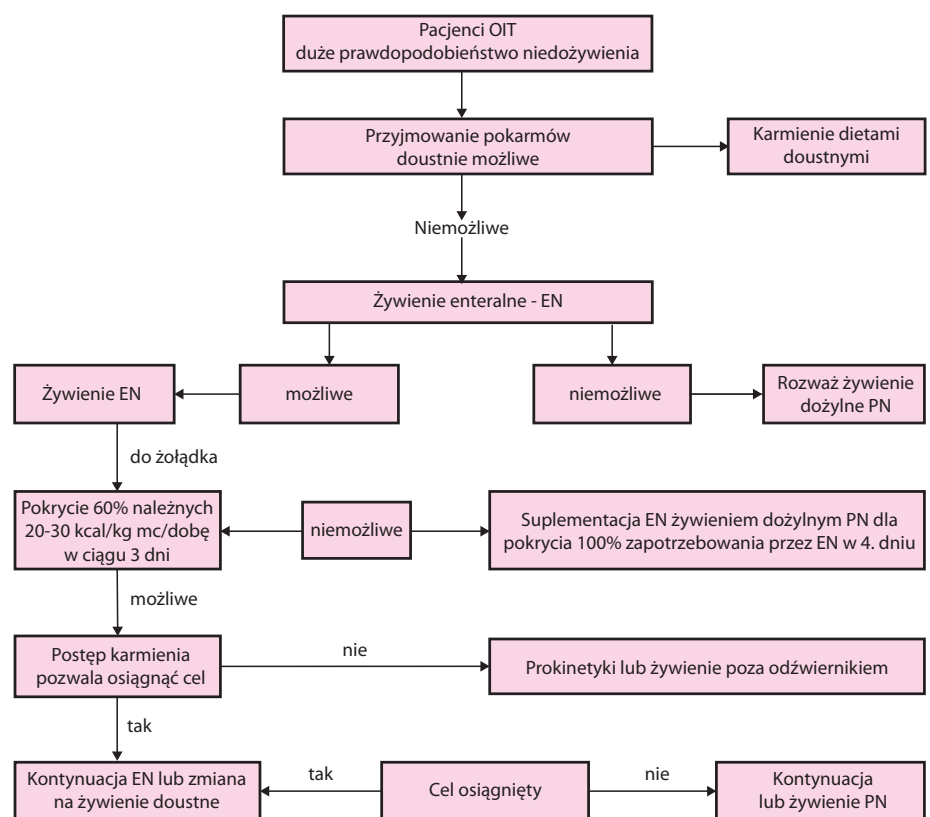 Pacjenci OIT
duże prawdopodobieństwo niedożywienia
Przyjmowanie pokarmów
doustnie możliwe
Karmienie dietami
doustnymi
Niemożliwe
Żywienie enteralne - EN
Żywienie EN
możliwe
niemożliwe
Rozważ żywienie
dożylne PN
do żołądka
Pokrycie 60% należnych
20-30 kcal/kg mc/dobę
w ciągu 3 dni
niemożliwe
Suplementacja EN żywieniem dożylnym PN dla
pokrycia 100% zapotrzebowania przez EN w 4. dniu
możliwe
Postęp karmienia
pozwala osiągnąć cel
nie
Prokinetyki lub żywienie poza odźwiernikiem
tak
Kontynuacja EN lub zmiana
na żywienie doustne
tak
Cel osiągnięty
nie
Kontynuacja
lub żywienie PN